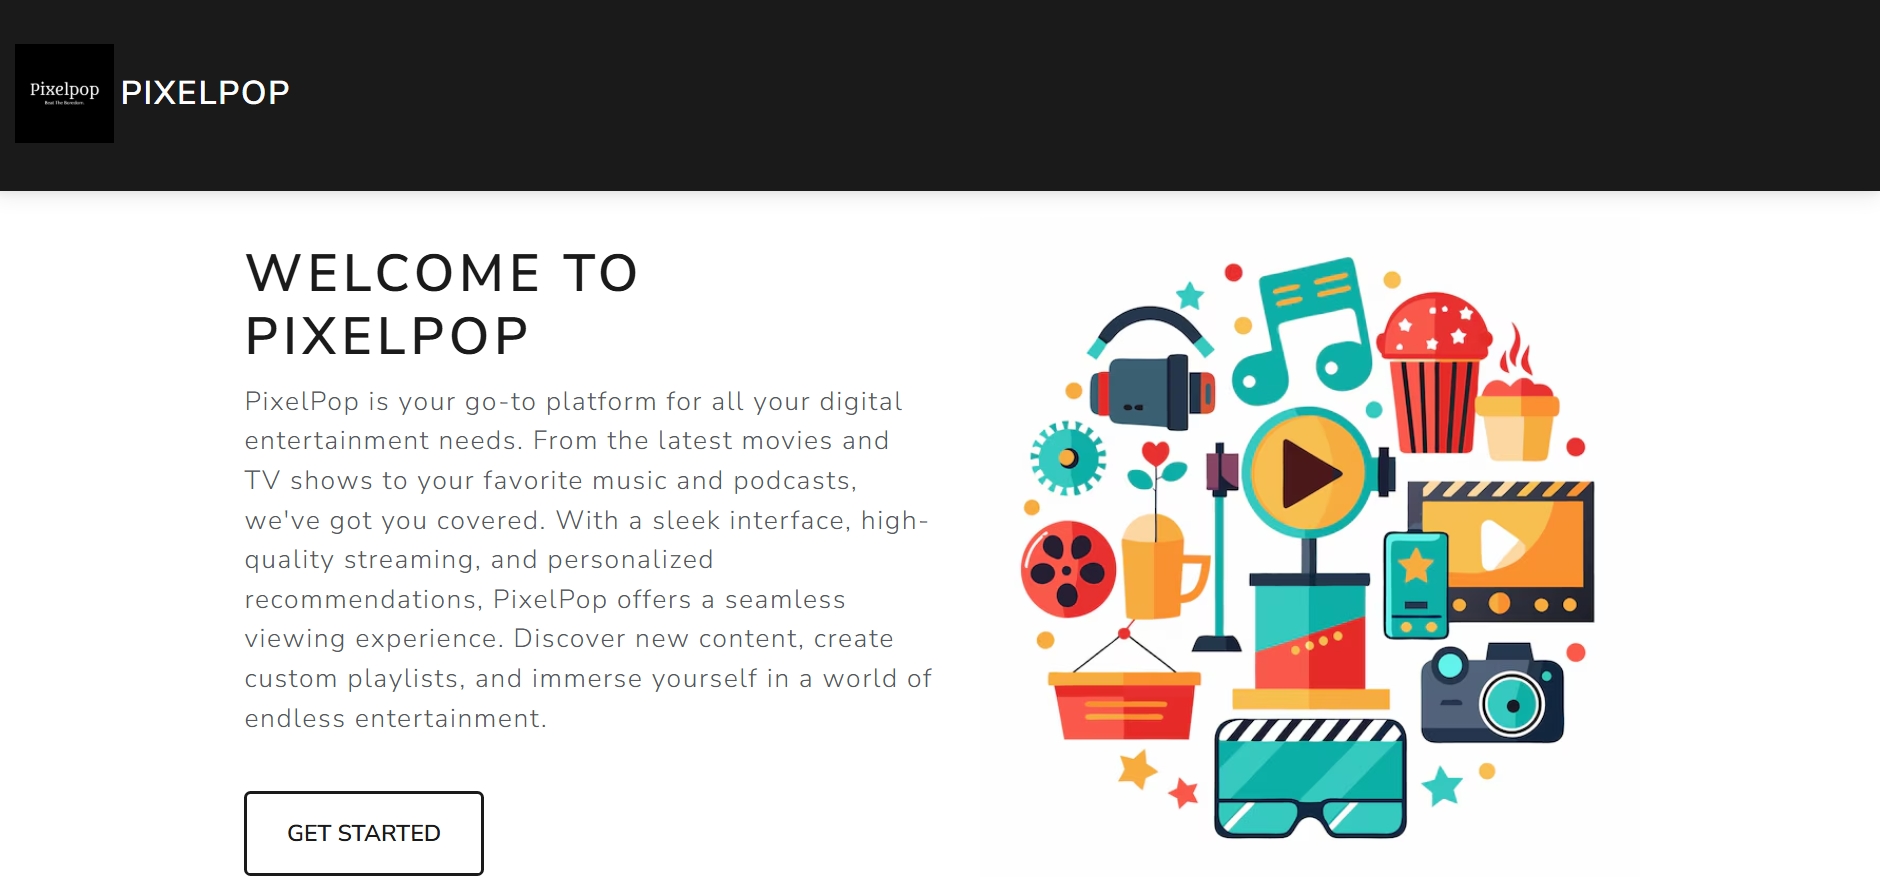 Pixelpop
Beat The Boredom.
PIXELPOP
WELCOME TO
PIXELPOP
PixelPop is your go-to platform for all your digital
entertainment needs. From the latest movies and
TV shows to your favorite music and podcasts,
we've got you covered. With a sleek interface, high-
quality streaming, and personalized
recommendations, PixelPop offers a seamless
viewing experience. Discover new content, create
custom playlists, and immerse yourself in a world of
endless entertainment.
GET STARTED